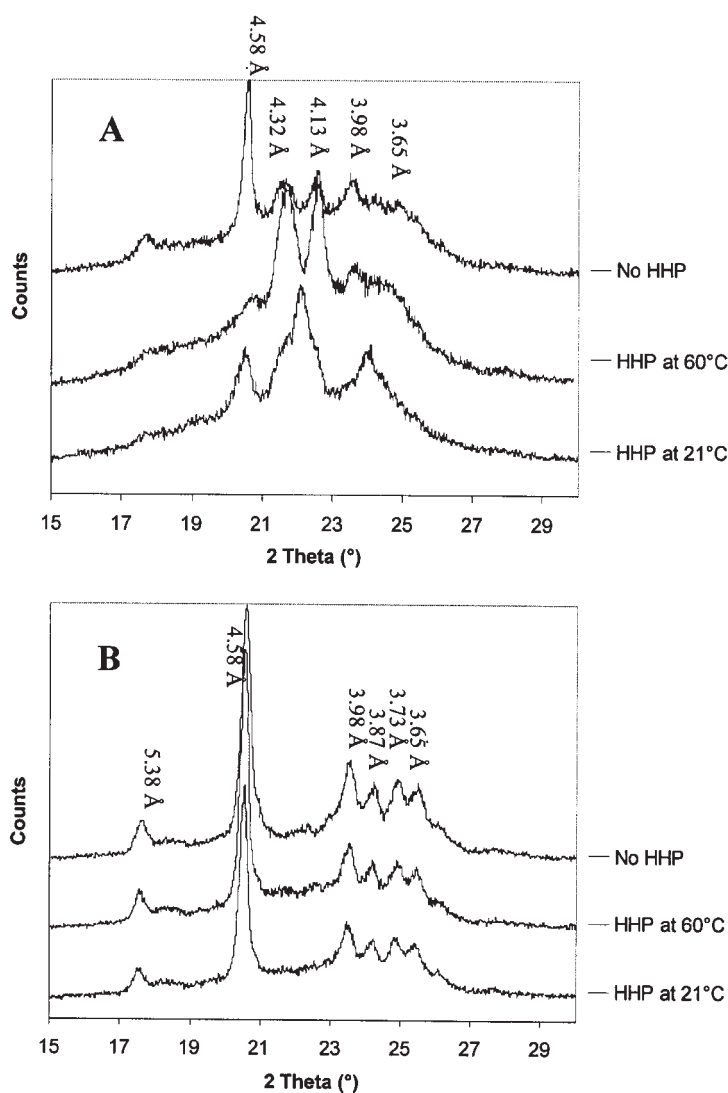 A
4.58 Å
4.32 Å
4.13 Å
3.98 Å
3.65 Å
Counts
No HHP
HHP at 60°C
HHP at 21°C
15 17 19 21 23 25 27 29
2 Theta (°)
B
5.38 Å
4.58 Å
3.98 Å
3.87 Å
3.73 Å
3.65 Å
Counts
No HHP
HHP at 60°C
HHP at 21°C
15 17 19 21 23 25 27 29
2 Theta (°)